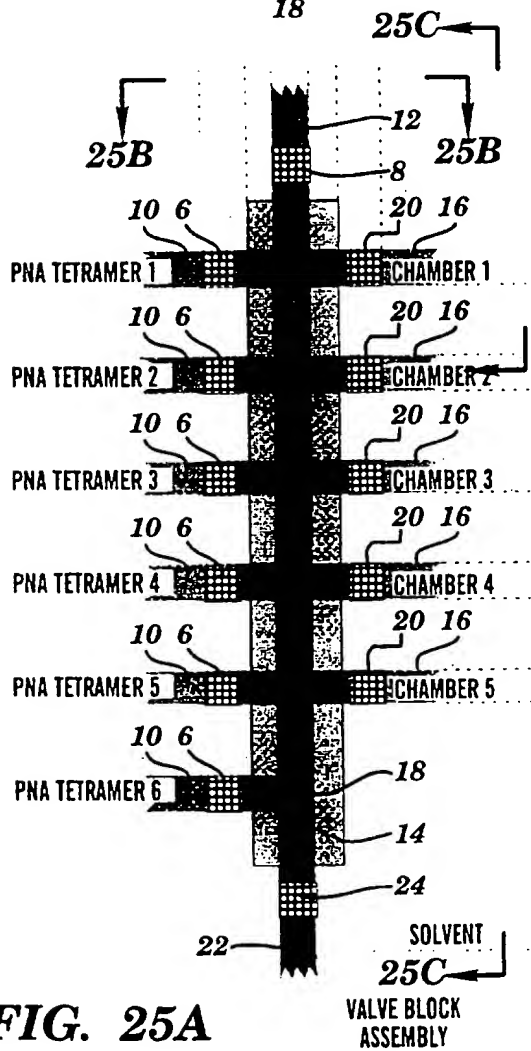 18
25C
25B 12 25B
8
10 6 20 16
PNA TETRAMER 1 CHAMBER 1
10 6 20 16
PNA TETRAMER 2 CHAMBER 2
10 6 20 16
PNA TETRAMER 3 CHAMBER 3
10 6 20 16
PNA TETRAMER 4 CHAMBER 4
10 6 20 16
PNA TETRAMER 5 CHAMBER 5
10 6
PNA TETRAMER 6 18
14
24
22 SOLVENT
25C
FIG. 25A VALVE BLOCK
ASSEMBLY